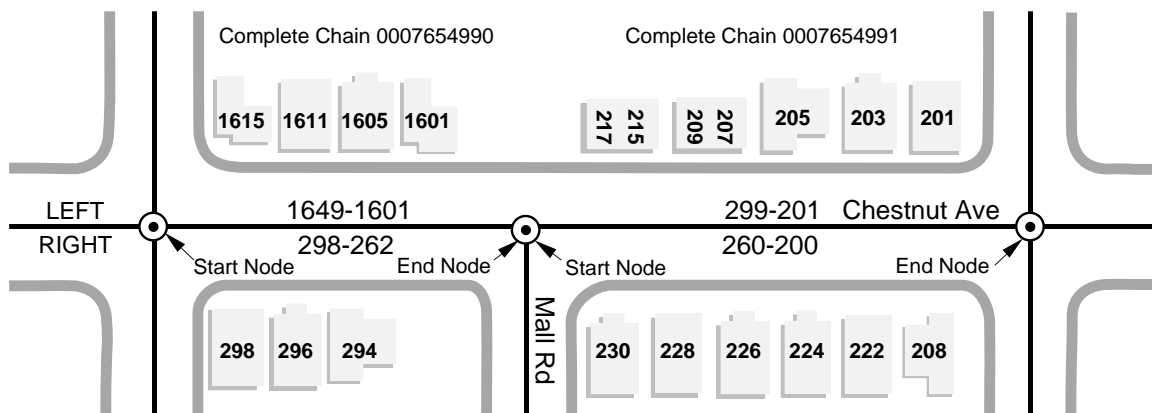 Complete Chain 0007654990
Complete Chain 0007654991
1615 1611 1605 1601
217 215 209 207 205 203 201
LEFT 1649-1601 299-201 Chestnut Ave
RIGHT 298-262 260-200
Start Node End Node Start Node End Node
Mall Rd
298 296 294
230 228 226 224 222 208